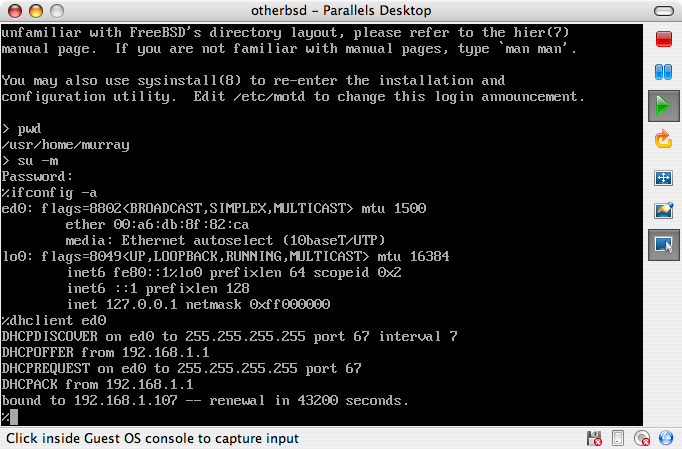 otherbsd – Parallels Desktop
unfamiliar with FreeBSD's directory layout, please refer to the hier(7)
manual page.  If you are not familiar with manual pages, type `man man'.
You may also use sysinstall(8) to re-enter the installation and
configuration utility.  Edit /etc/motd to change this login announcement.
> pwd
/usr/home/murray
> su -m
Password:
%ifconfig -a
ed0: flags=8802<BROADCAST,SIMPLEX,MULTICAST> mtu 1500
        ether 00:a6:db:8f:82:ca
        media: Ethernet autoselect (10baseT/UTP)
lo0: flags=8049<UP,LOOPBACK,RUNNING,MULTICAST> mtu 16384
        inet6 fe80::1%lo0 prefixlen 64 scopeid 0x2
        inet6 ::1 prefixlen 128
        inet 127.0.0.1 netmask 0xff000000
%dhclient ed0
DHCPDISCOVER on ed0 to 255.255.255.255 port 67 interval 7
DHCPOFFER from 192.168.1.1
DHCPREQUEST on ed0 to 255.255.255.255 port 67
DHCPACK from 192.168.1.1
bound to 192.168.1.107 -- renewal in 43200 seconds.
%
Click inside Guest OS console to capture input